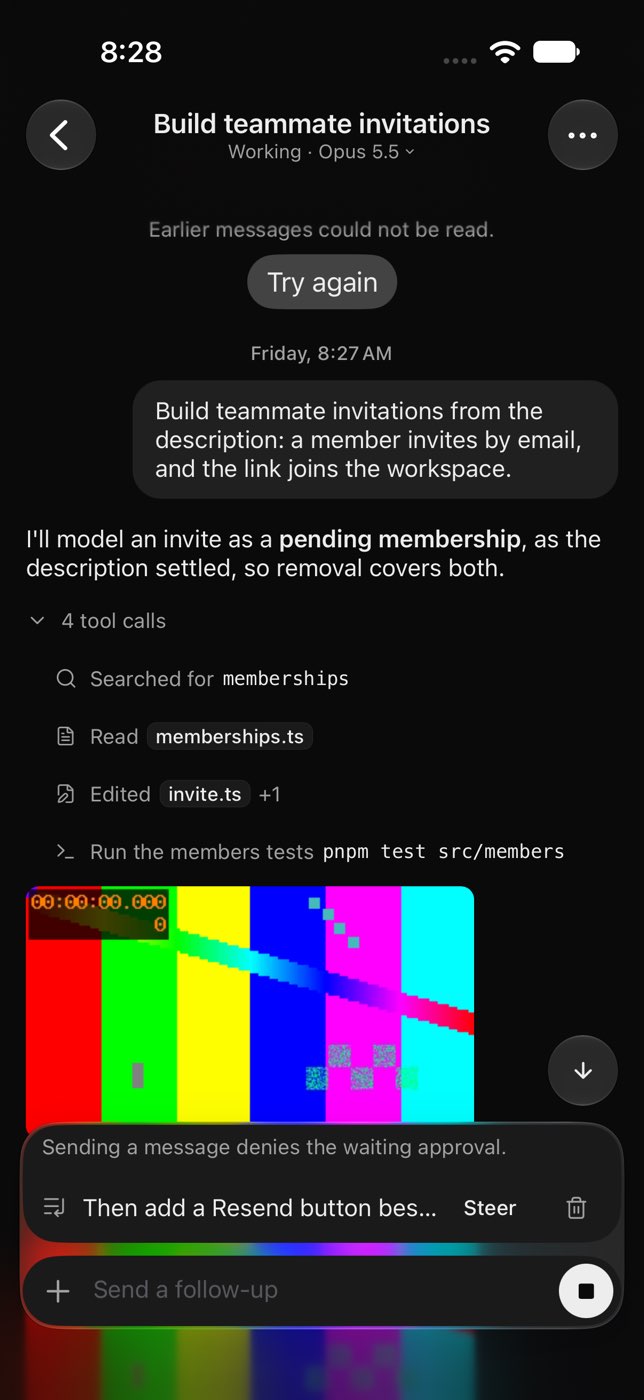 8:28
Build teammate invitations
Working · Opus 5.5
Earlier messages could not be read.
Try again
Friday, 8:27 AM
Build teammate invitations from the
description: a member invites by email,
and the link joins the workspace.
I'll model an invite as a pending membership, as the
description settled, so removal covers both.
4 tool calls
Searched for memberships
Read memberships.ts
Edited invite.ts +1
Run the members tests pnpm test src/members
00:00:00.000
0
Sending a message denies the waiting approval.
Then add a Resend button bes... Steer
Send a follow-up